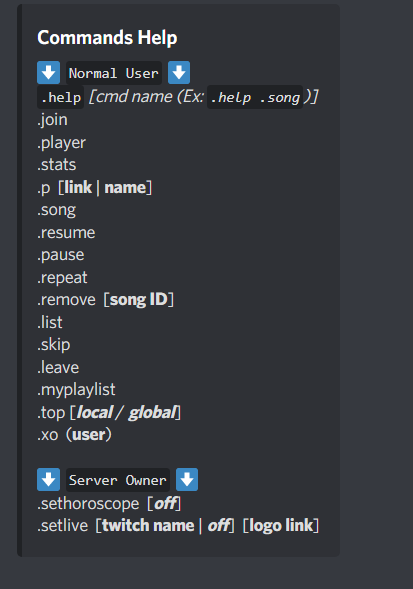 Commands Help
⬇ Normal User ⬇
.help [cmd name (Ex: .help .song)]
.join
.player
.stats
.p [link | name]
.song
.resume
.pause
.repeat
.remove [song ID]
.list
.skip
.leave
.myplaylist
.top [local / global]
.xo (user)
⬇ Server Owner ⬇
.sethoroscope [off]
.setlive [twitch name | off] [logo link]